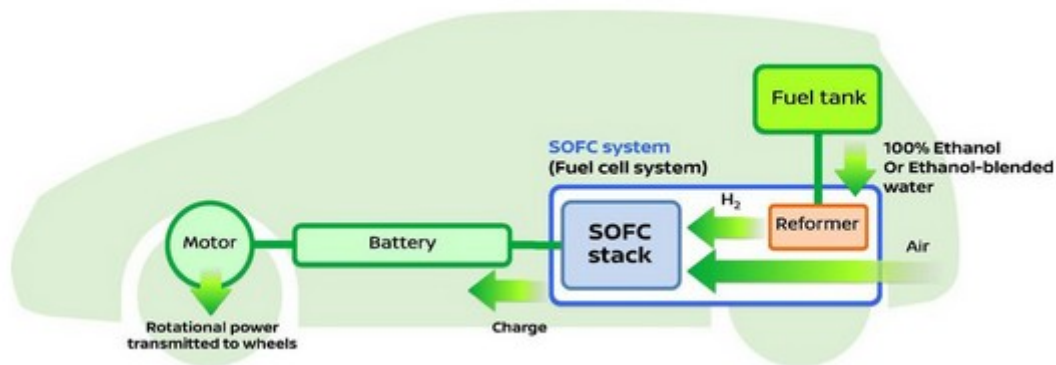 Fuel tank
SOFC system
(Fuel cell system)
100% Ethanol
Or Ethanol-blended
water
H₂
Reformer
Motor
Battery
SOFC
stack
Air
Charge
Rotational power
transmitted to wheels